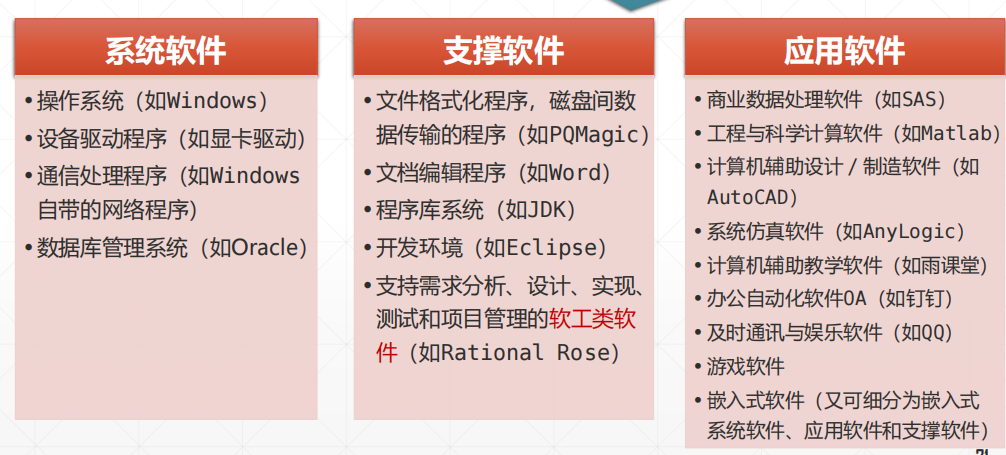 系统软件
•操作系统（如Windows）
•设备驱动程序（如显卡驱动）
•通信处理程序（如Windows
自带的网络程序）
•数据库管理系统（如Oracle）
支撑软件
•文件格式化程序，磁盘间数
据传输的程序（如PQMagic）
•文档编辑程序（如Word）
•程序库系统（如JDK）
•开发环境（如Eclipse）
•支持需求分析、设计、实现、
测试和项目管理的软工类软
件（如Rational Rose）
应用软件
•商业数据处理软件（如SAS）
•工程与科学计算软件（如Matlab）
•计算机辅助设计／制造软件（如
AutoCAD）
•系统仿真软件（如AnyLogic）
•计算机辅助教学软件（如雨课堂）
•办公自动化软件OA（如钉钉）
•及时通讯与娱乐软件（如QQ）
•游戏软件
•嵌入式软件（又可细分为嵌入式
系统软件、应用软件和支撑软件）